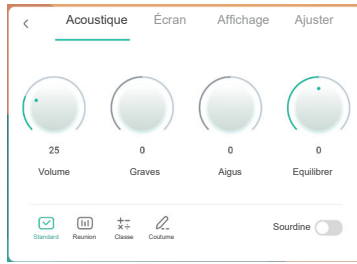 Acoustique Écran Affichage Ajuster
25 0 0 0
Volume Graves Aigus Equilibrer
Standard Reunion Classe Coutume Sourdine